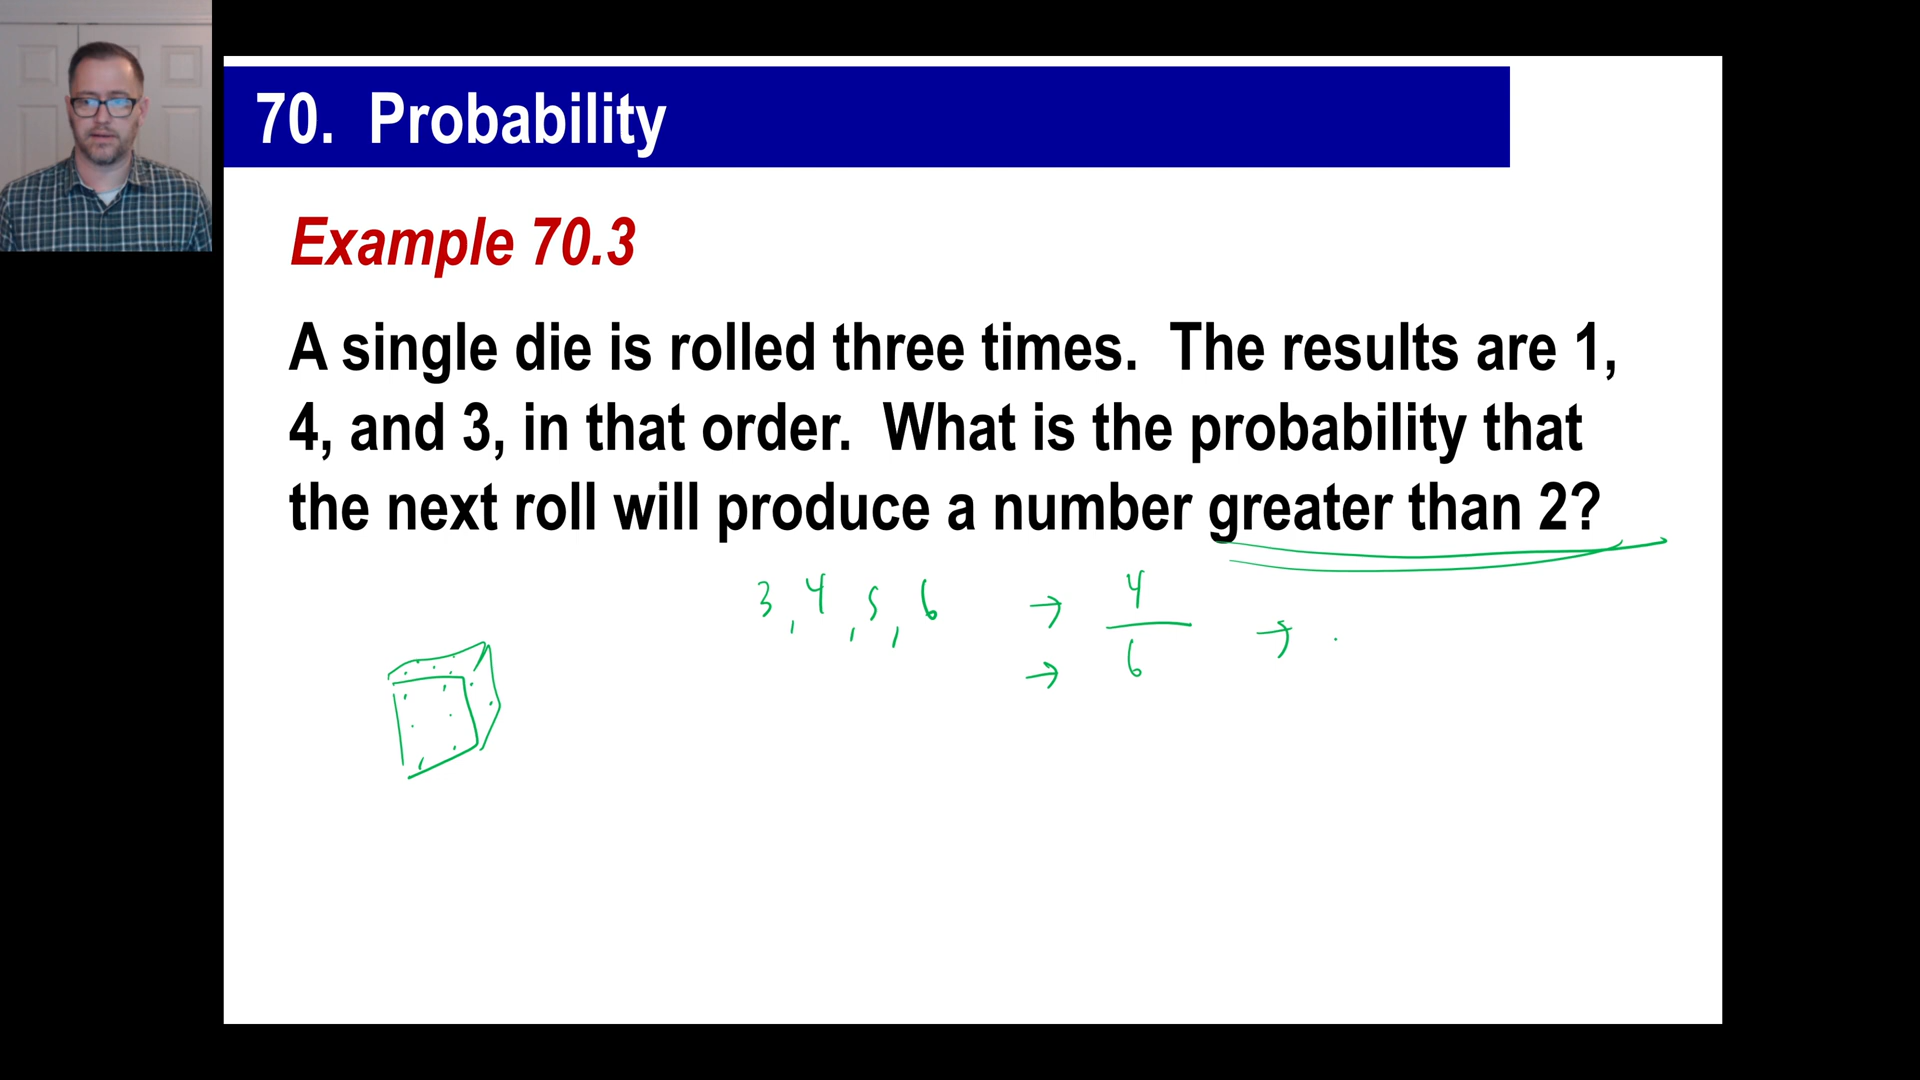 70. Probability
Example 70.3
A single die is rolled three times. The results are 1,
4, and 3, in that order. What is the probability that
the next roll will produce a number greater than 2?
3, 4, 5, 6 → 4/6 →
→